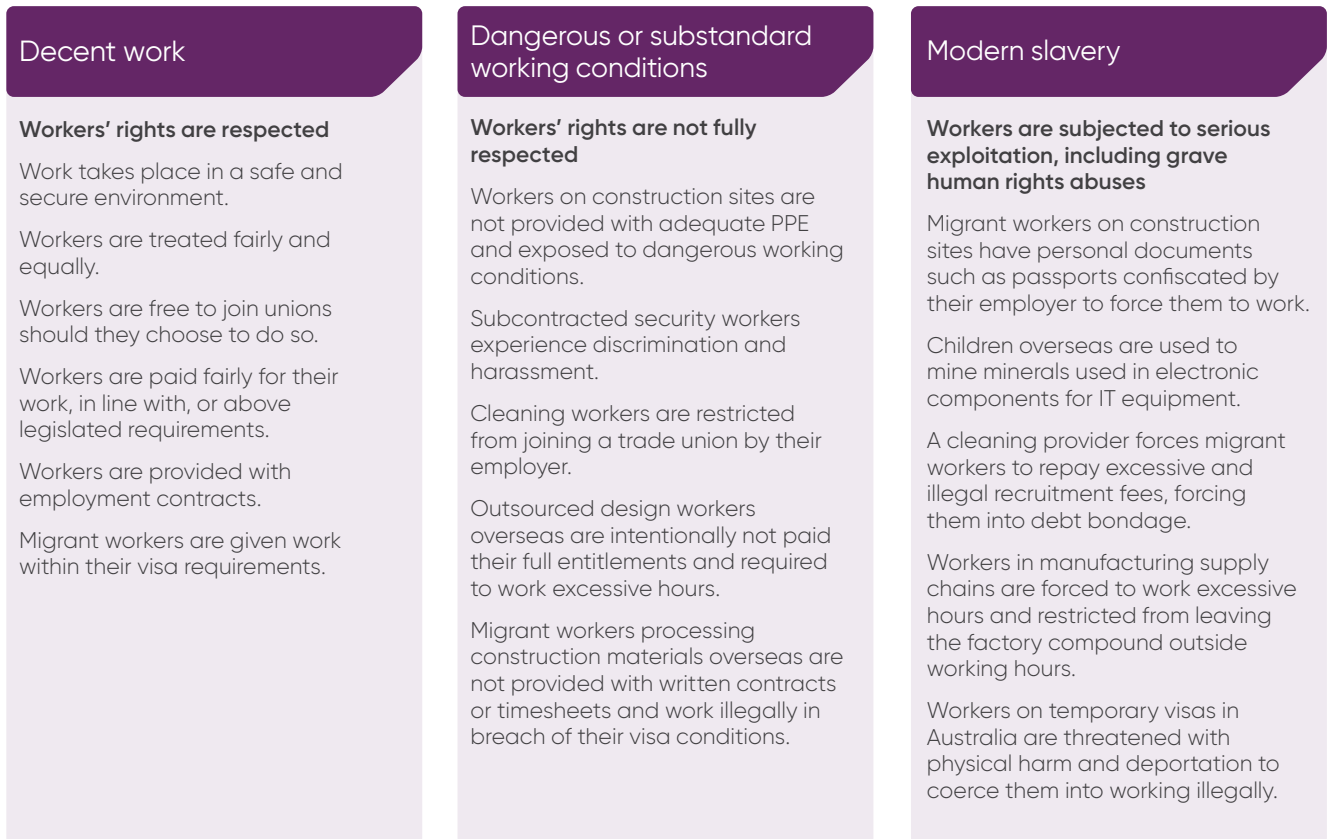 Decent work
Workers’ rights are respected
Work takes place in a safe and
secure environment.
Workers are treated fairly and
equally.
Workers are free to join unions
should they choose to do so.
Workers are paid fairly for their
work, in line with, or above
legislated requirements.
Workers are provided with
employment contracts.
Migrant workers are given work
within their visa requirements.
Dangerous or substandard
working conditions
Workers’ rights are not fully
respected
Workers on construction sites are
not provided with adequate PPE
and exposed to dangerous working
conditions.
Subcontracted security workers
experience discrimination and
harassment.
Cleaning workers are restricted
from joining a trade union by their
employer.
Outsourced design workers
overseas are intentionally not paid
their full entitlements and required
to work excessive hours.
Migrant workers processing
construction materials overseas are
not provided with written contracts
or timesheets and work illegally in
breach of their visa conditions.
Modern slavery
Workers are subjected to serious
exploitation, including grave
human rights abuses
Migrant workers on construction
sites have personal documents
such as passports confiscated by
their employer to force them to work.
Children overseas are used to
mine minerals used in electronic
components for IT equipment.
A cleaning provider forces migrant
workers to repay excessive and
illegal recruitment fees, forcing
them into debt bondage.
Workers in manufacturing supply
chains are forced to work excessive
hours and restricted from leaving
the factory compound outside
working hours.
Workers on temporary visas in
Australia are threatened with
physical harm and deportation to
coerce them into working illegally.